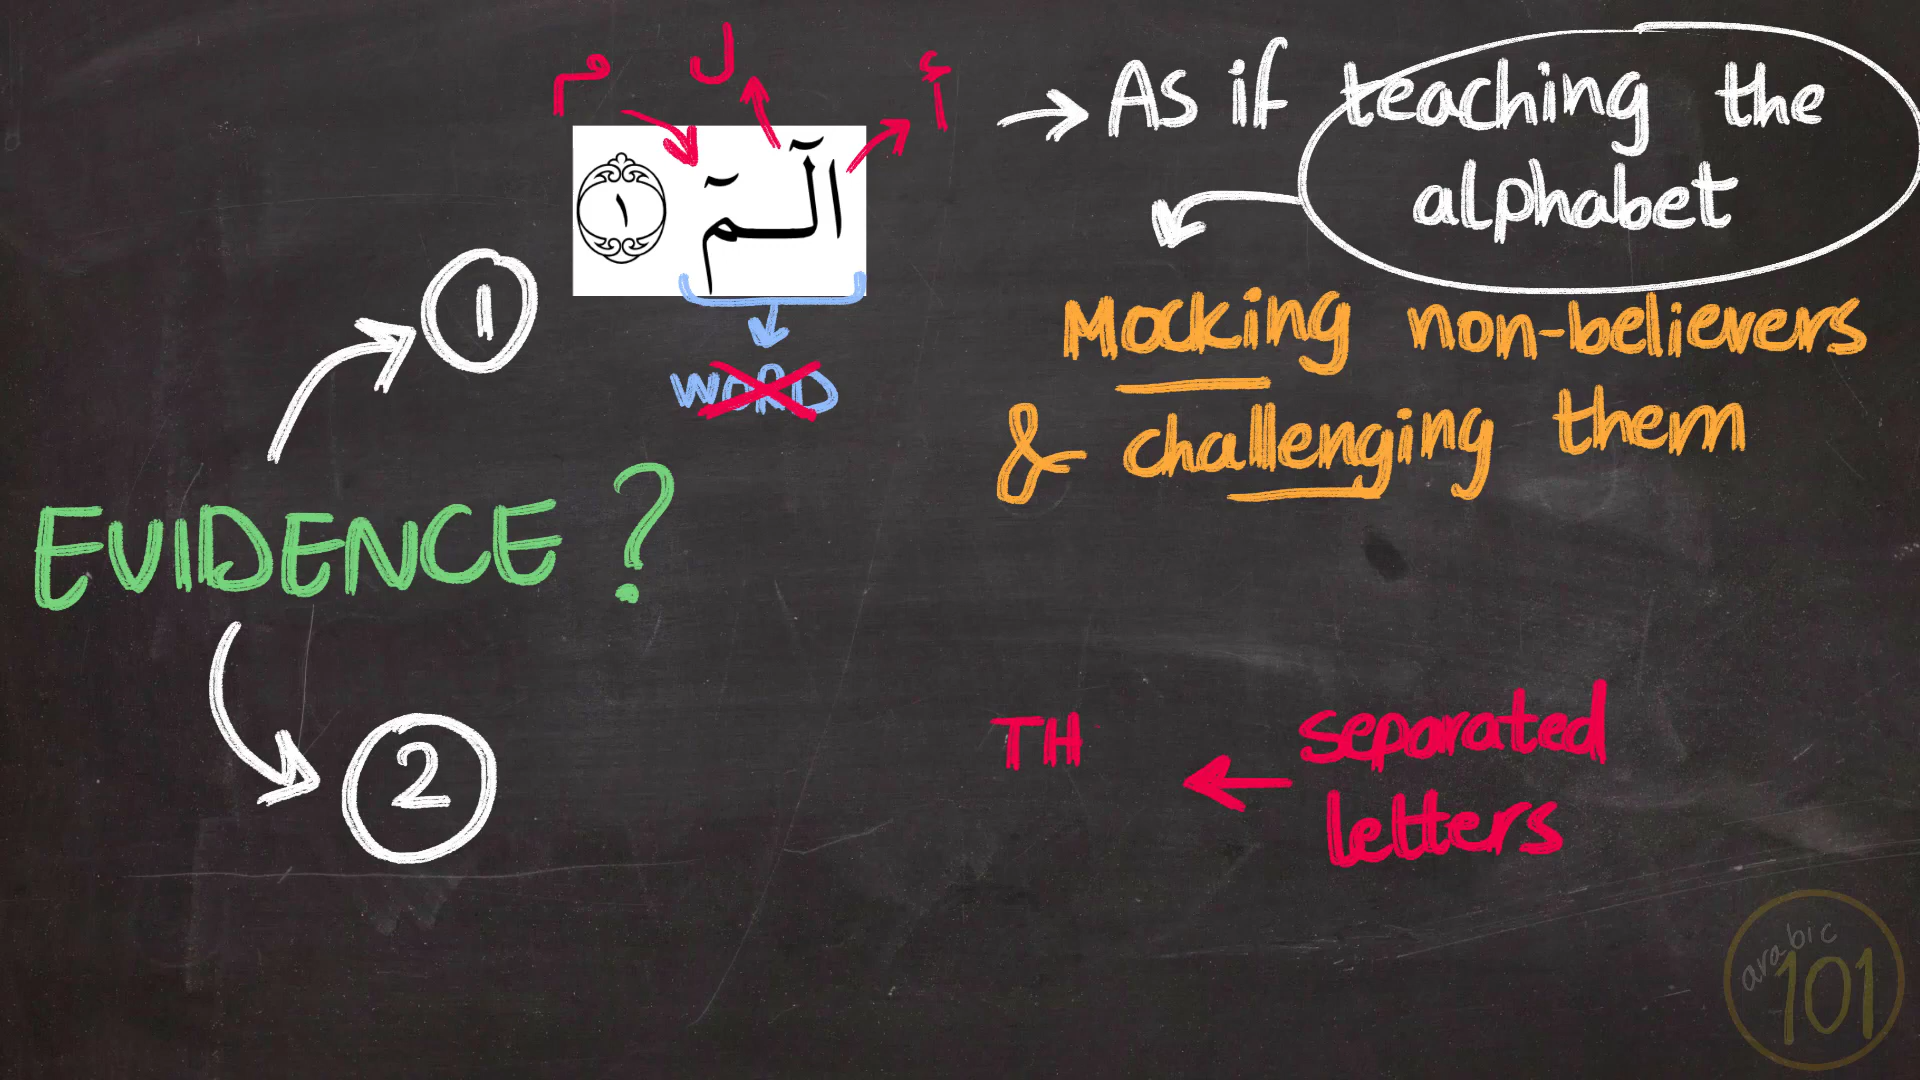 م ل أ
الٓمٓ ١
→ As if teaching the
alphabet
Mocking non-believers
& challenging them
1
WORD
EVIDENCE ?
2
TH ← separated
letters
arabic
101